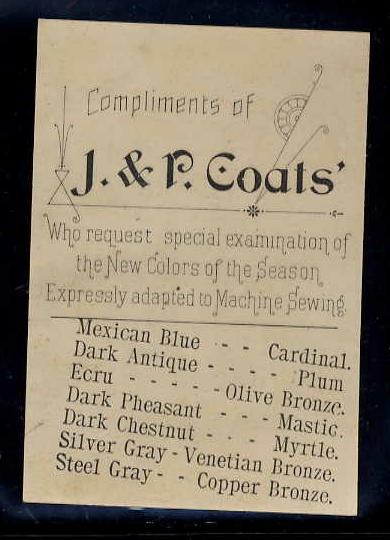 Compliments of
J. & P. Coats'
Who request special examination of
the New Colors of the Season
Expressly adapted to Machine Sewing.
Mexican Blue - - Cardinal.
Dark Antique - - - - Plum
Ecru - - - - - Olive Bronze.
Dark Pheasant - - - Mastic.
Dark Chestnut - - - Myrtle.
Silver Gray - Venetian Bronze.
Steel Gray - - Copper Bronze.